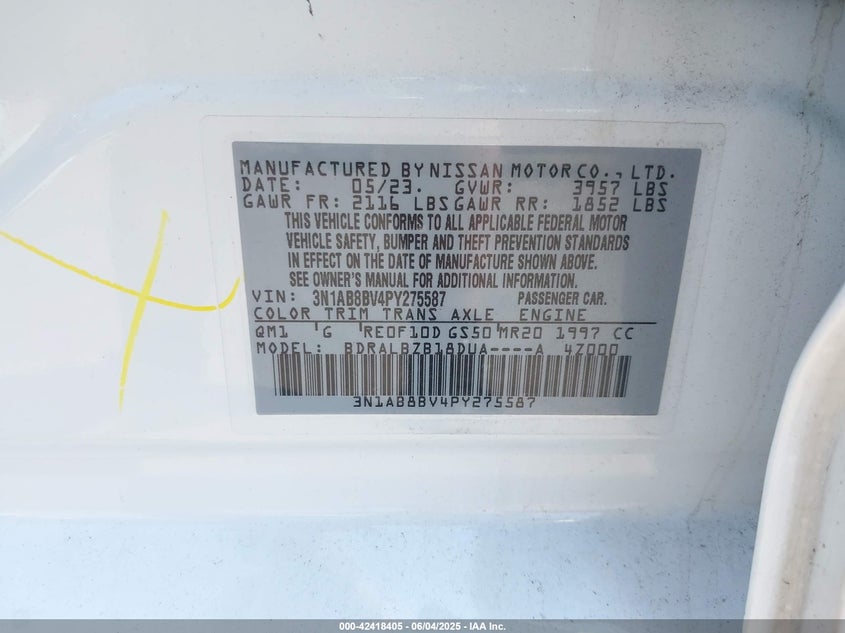 MANUFACTURED BY NISSAN MOTOR CO., LTD.
DATE: 05/23. GVWR: 3957 LBS
GAWR FR: 2116 LBS GAWR RR: 1852 LBS
THIS VEHICLE CONFORMS TO ALL APPLICABLE FEDERAL MOTOR
VEHICLE SAFETY, BUMPER AND THEFT PREVENTION STANDARDS
IN EFFECT ON THE DATE OF MANUFACTURE SHOWN ABOVE.
SEE OWNER'S MANUAL FOR ADDITIONAL INFORMATION.
VIN: 3N1AB8BV4PY275587 PASSENGER CAR.
COLOR TRIM TRANS AXLE ENGINE
QM1 G RE0F10D GS50 MR20 1997 CC
MODEL: BDRALBZB18DUA----A 4Z000
3N1AB8BV4PY275587
000-42418405 - 06/04/2025 - IAA Inc.